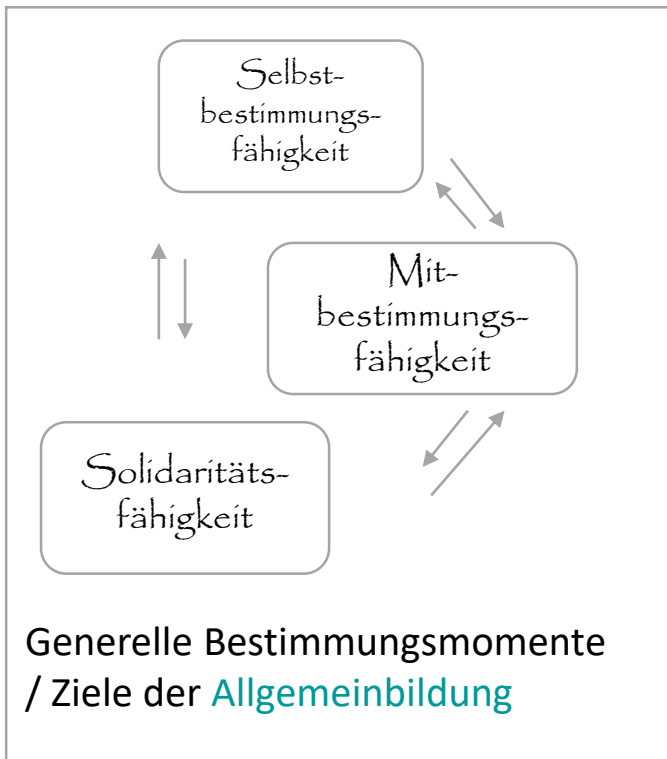 Selbst-
bestimmungs-
fähigkeit
Mit-
bestimmungs-
fähigkeit
Solidaritäts-
fähigkeit
Generelle Bestimmungsmomente
/ Ziele der Allgemeinbildung